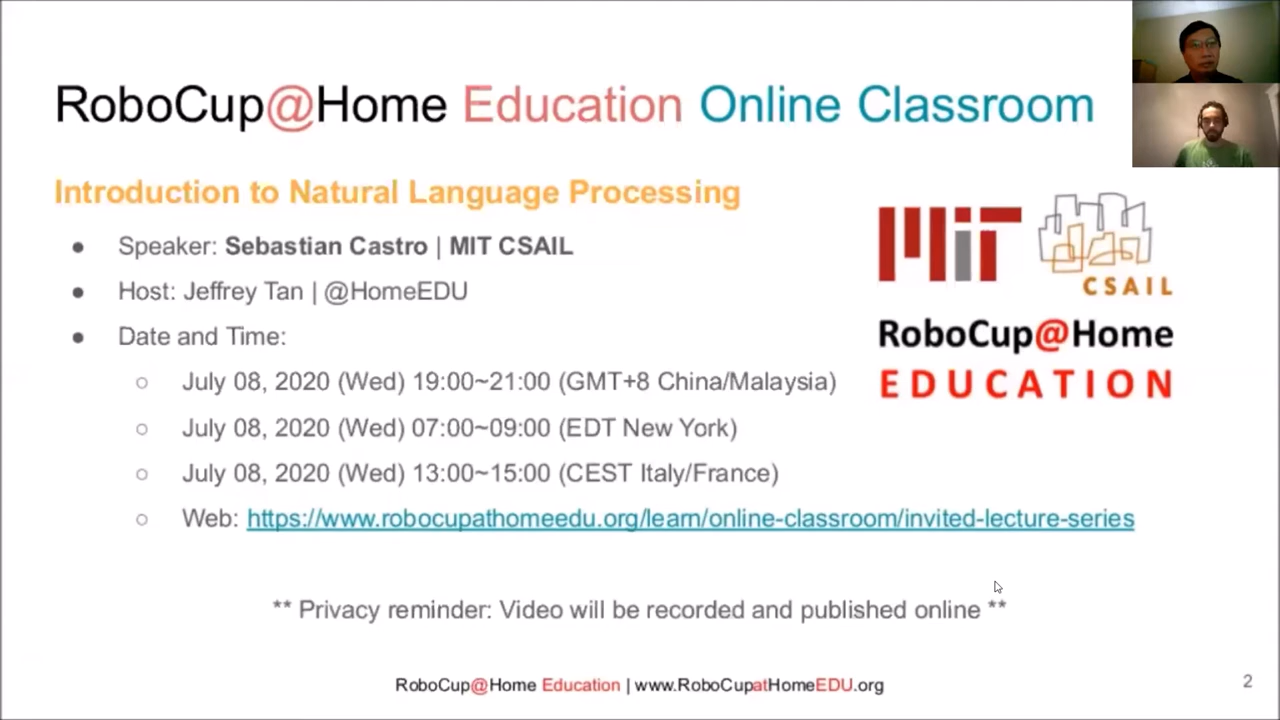 RoboCup@Home Education Online Classroom
Introduction to Natural Language Processing
● Speaker: Sebastian Castro | MIT CSAIL
● Host: Jeffrey Tan | @HomeEDU
● Date and Time:
○ July 08, 2020 (Wed) 19:00~21:00 (GMT+8 China/Malaysia)
○ July 08, 2020 (Wed) 07:00~09:00 (EDT New York)
○ July 08, 2020 (Wed) 13:00~15:00 (CEST Italy/France)
○ Web: https://www.robocupathomeedu.org/learn/online-classroom/invited-lecture-series
MIT
CSAIL
RoboCup@Home
EDUCATION
** Privacy reminder: Video will be recorded and published online **
RoboCup@Home Education | www.RoboCupatHomeEDU.org
2